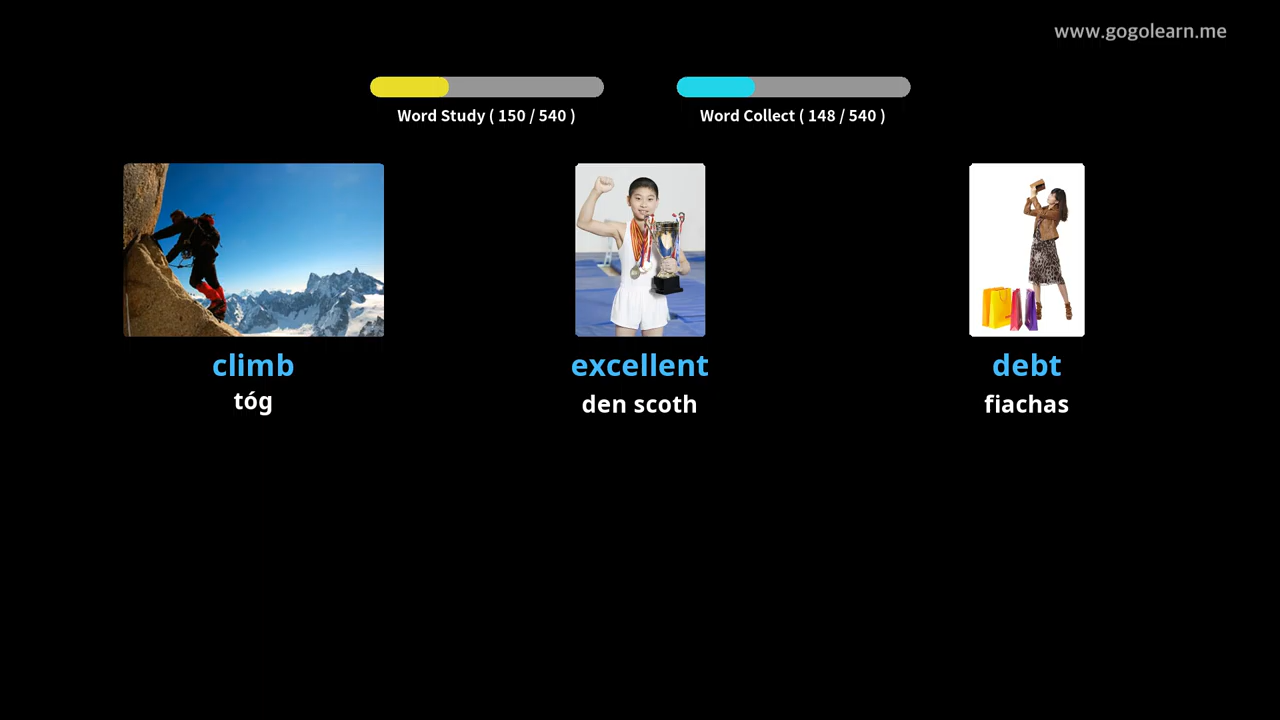 www.gogolearn.me
Word Study ( 150 / 540 )
Word Collect ( 148 / 540 )
climb
excellent
debt
tóg
den scoth
fiachas